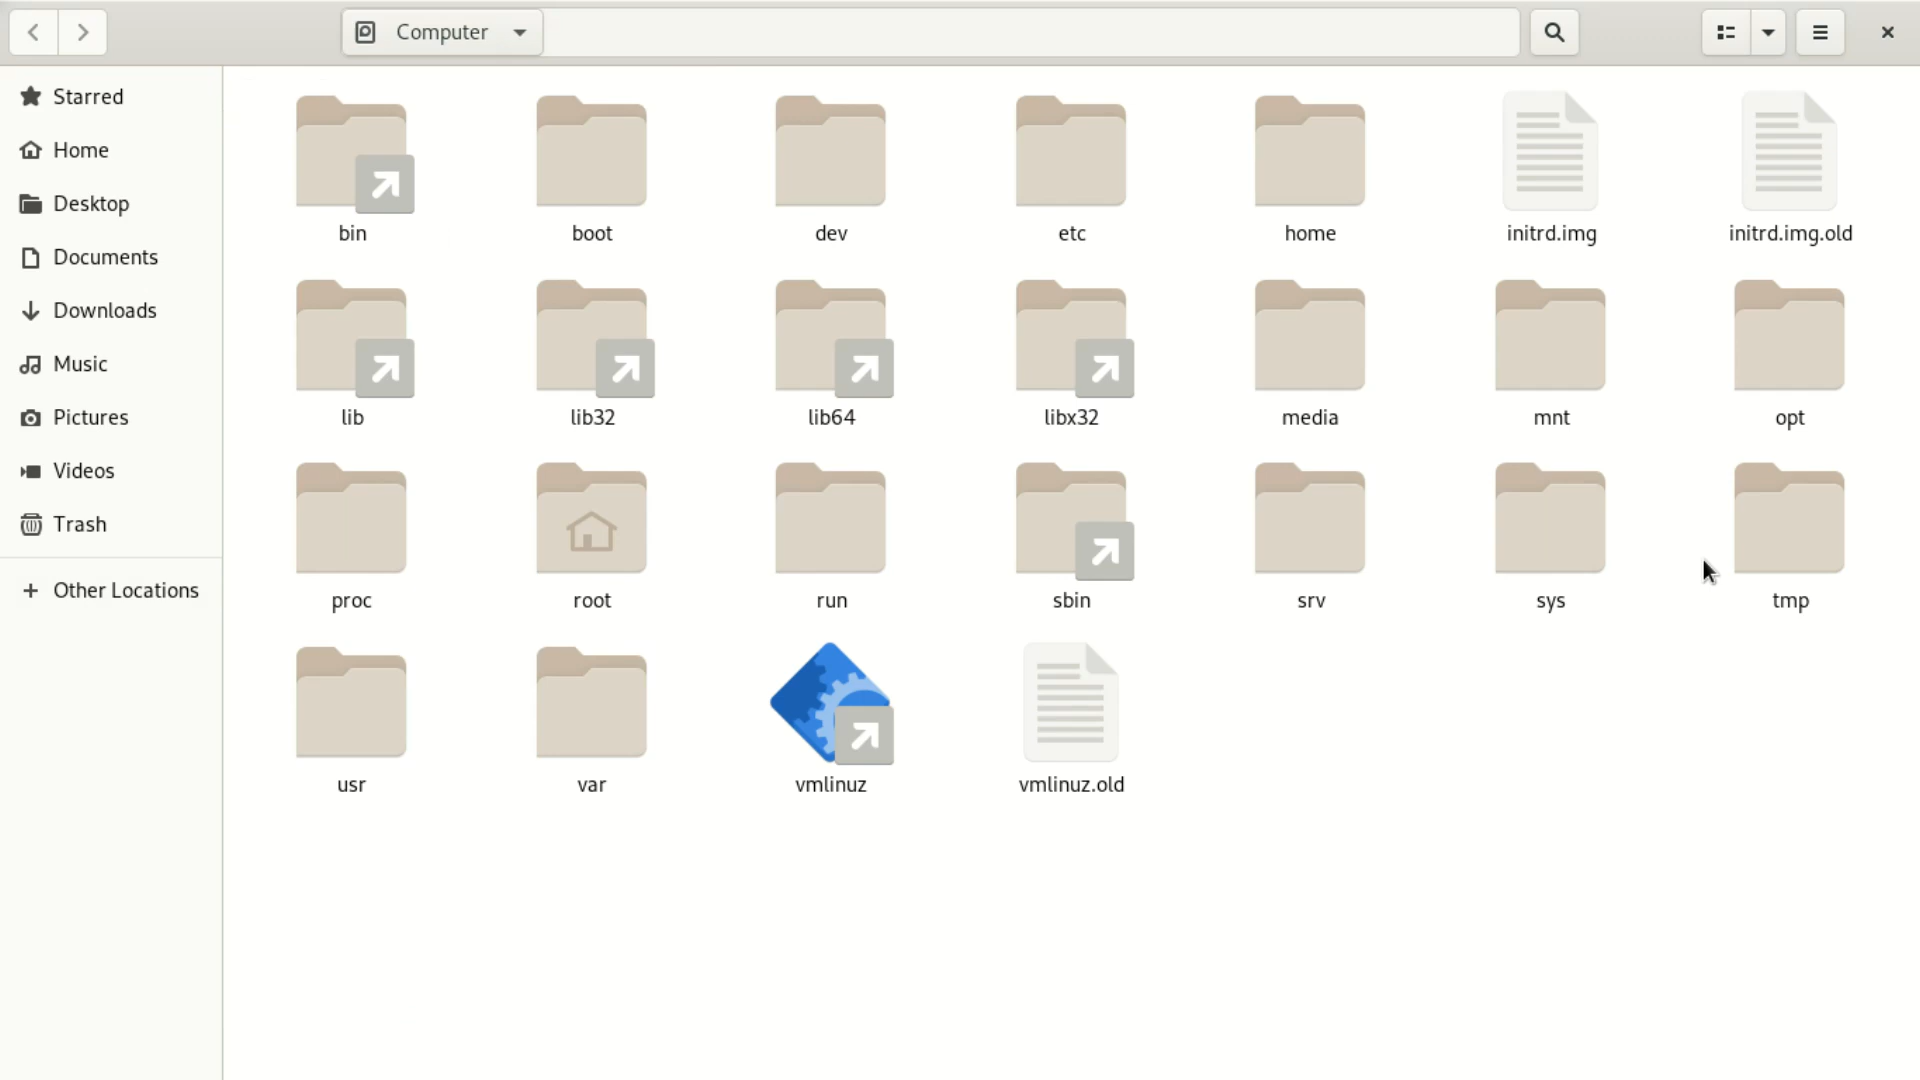 Computer
Starred
Home
Desktop
Documents
Downloads
Music
Pictures
Videos
Trash
Other Locations
bin boot dev etc home initrd.img initrd.img.old
lib lib32 lib64 libx32 media mnt opt
proc root run sbin srv sys tmp
usr var vmlinuz vmlinuz.old